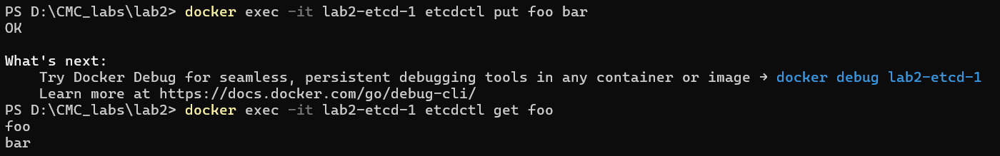 PS D:\CMC_labs\lab2> docker exec -it lab2-etcd-1 etcdctl put foo bar
OK
What's next:
Try Docker Debug for seamless, persistent debugging tools in any container or image → docker debug lab2-etcd-1
Learn more at https://docs.docker.com/go/debug-cli/
PS D:\CMC_labs\lab2> docker exec -it lab2-etcd-1 etcdctl get foo
foo
bar